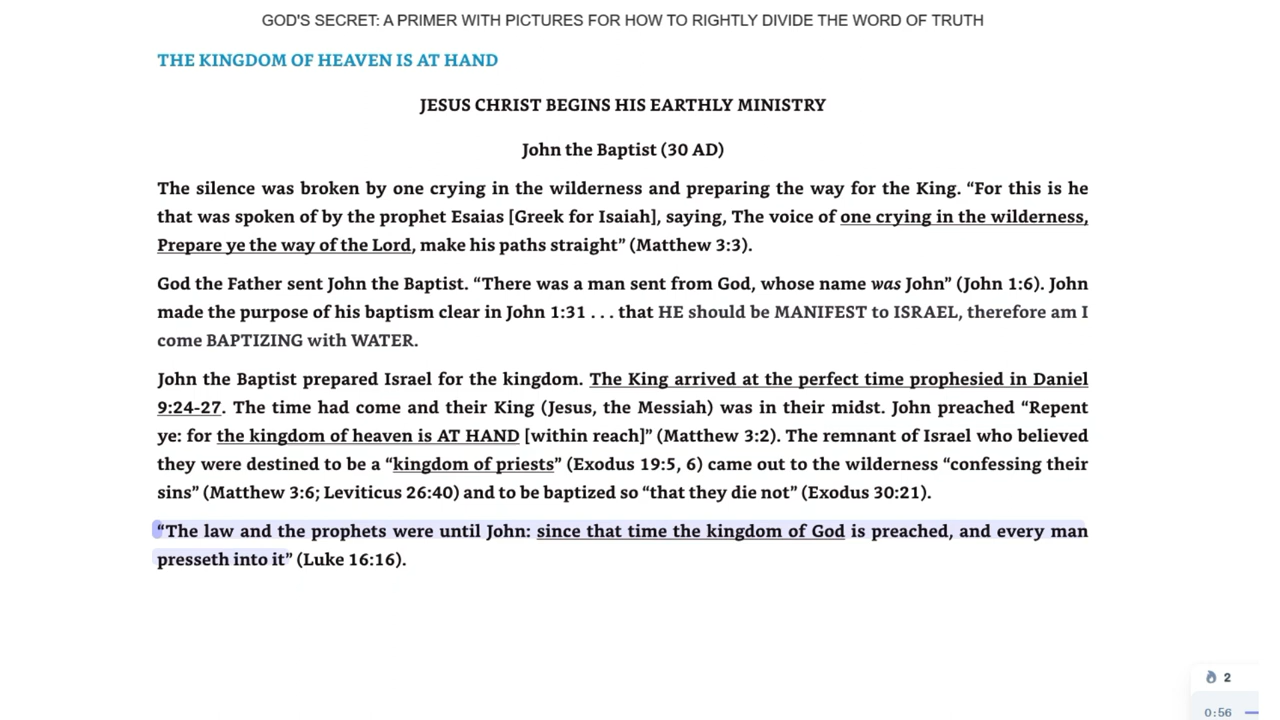 GOD'S SECRET: A PRIMER WITH PICTURES FOR HOW TO RIGHTLY DIVIDE THE WORD OF TRUTH
THE KINGDOM OF HEAVEN IS AT HAND
JESUS CHRIST BEGINS HIS EARTHLY MINISTRY
John the Baptist (30 AD)
The silence was broken by one crying in the wilderness and preparing the way for the King. “For this is he
that was spoken of by the prophet Esaias [Greek for Isaiah], saying, The voice of one crying in the wilderness,
Prepare ye the way of the Lord, make his paths straight” (Matthew 3:3).
God the Father sent John the Baptist. “There was a man sent from God, whose name was John” (John 1:6). John
made the purpose of his baptism clear in John 1:31 . . . that HE should be MANIFEST to ISRAEL, therefore am I
come BAPTIZING with WATER.
John the Baptist prepared Israel for the kingdom. The King arrived at the perfect time prophesied in Daniel
9:24-27. The time had come and their King (Jesus, the Messiah) was in their midst. John preached “Repent
ye: for the kingdom of heaven is AT HAND [within reach]” (Matthew 3:2). The remnant of Israel who believed
they were destined to be a “kingdom of priests” (Exodus 19:5, 6) came out to the wilderness “confessing their
sins” (Matthew 3:6; Leviticus 26:40) and to be baptized so “that they die not” (Exodus 30:21).
“The law and the prophets were until John: since that time the kingdom of God is preached, and every man
presseth into it” (Luke 16:16).
2
0:56